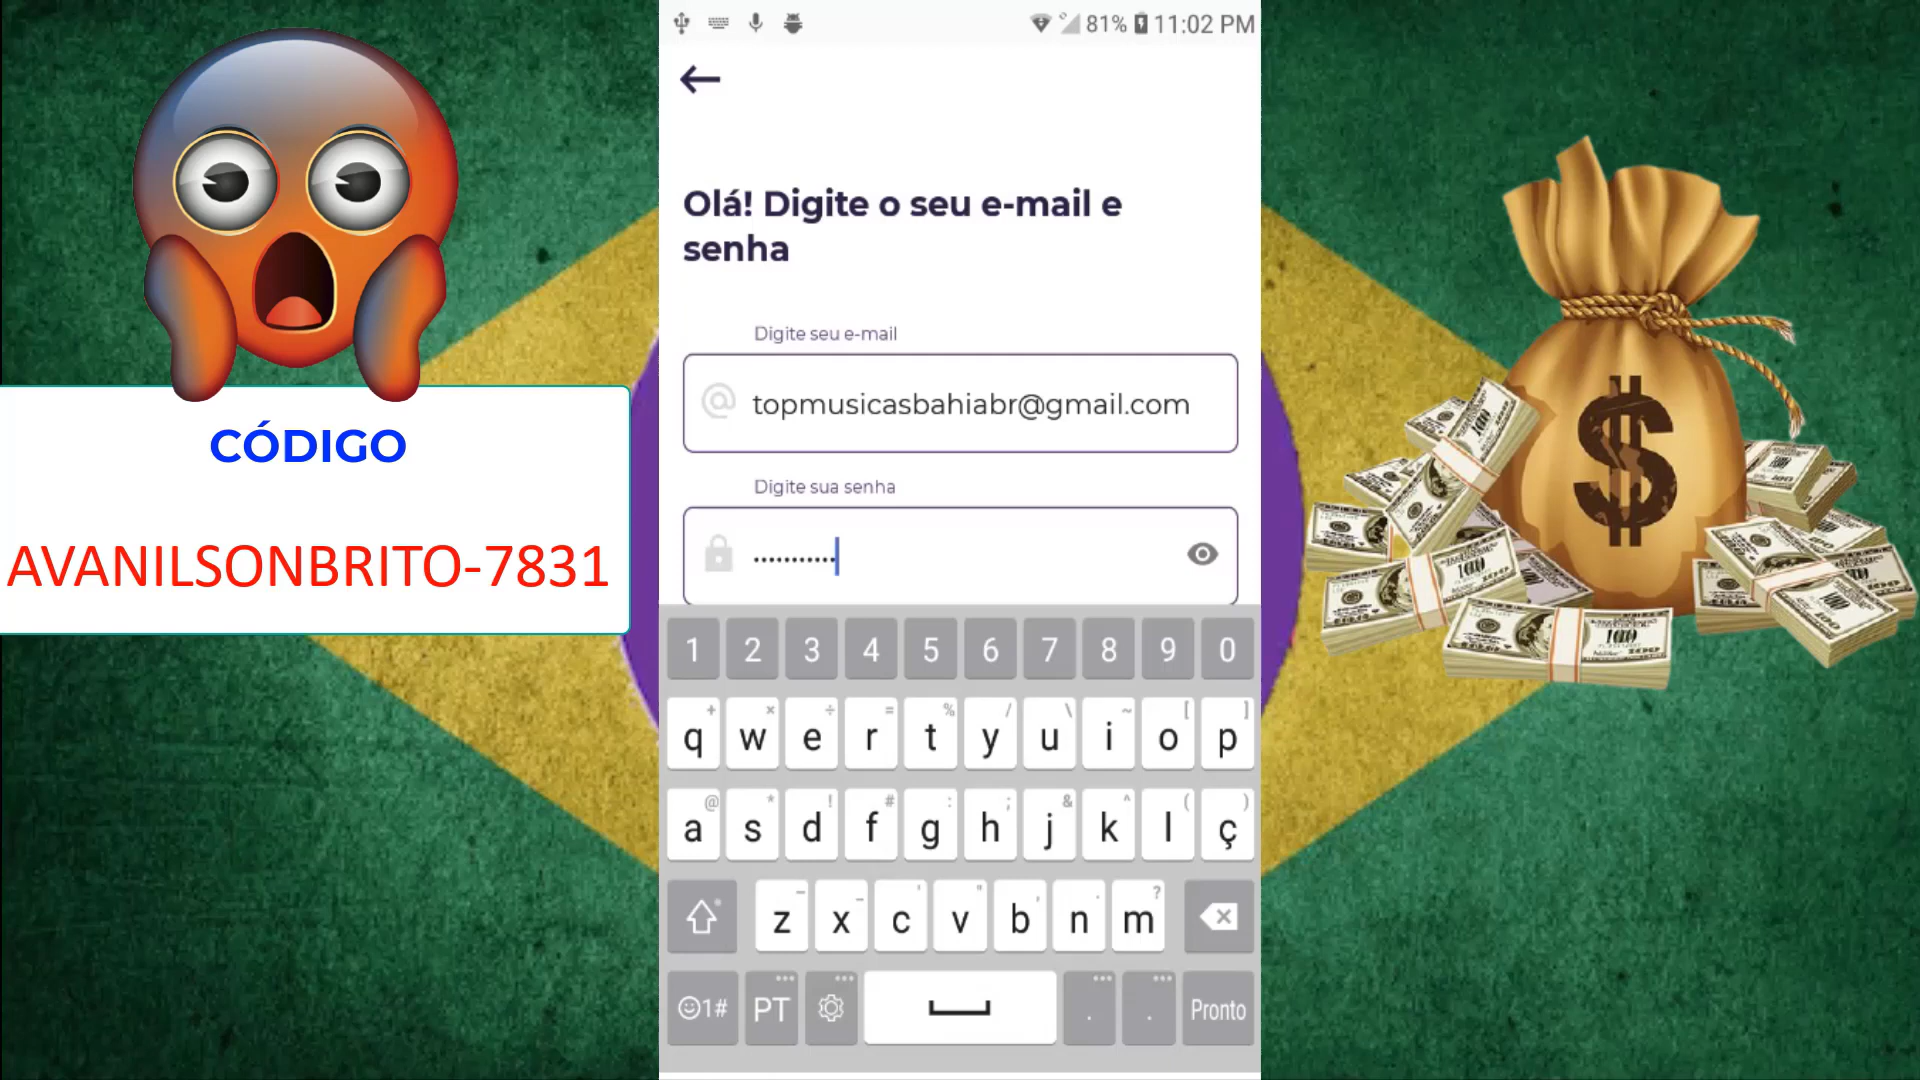 81% 11:02 PM
Olá! Digite o seu e-mail e
senha
Digite seu e-mail
topmusicasbahiabr@gmail.com
Digite sua senha
CÓDIGO
AVANILSONBRITO-7831
1 2 3 4 5 6 7 8 9 0
q w e r t y u i o p
a s d f g h j k l ç
z x c v b n m
1# PT . . Pronto
$
100